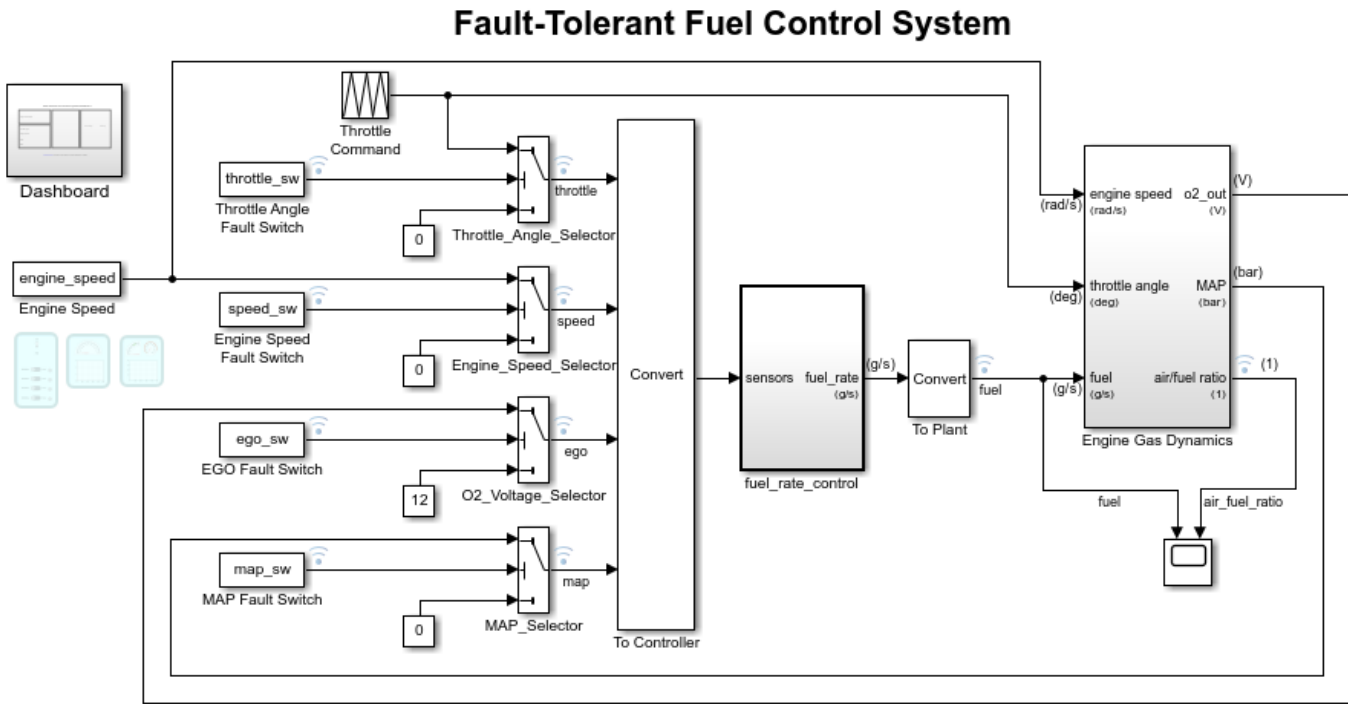 Fault-Tolerant Fuel Control System
Dashboard
Throttle
Command
throttle_sw
Throttle Angle
Fault Switch
0
throttle
Throttle_Angle_Selector
engine_speed
Engine Speed
speed_sw
Engine Speed
Fault Switch
0
speed
Engine_Speed_Selector
ego_sw
EGO Fault Switch
12
ego
O2_Voltage_Selector
map_sw
MAP Fault Switch
0
map
MAP_Selector
Convert
To Controller
sensors
fuel_rate
(g/s)
fuel_rate_control
(g/s)
Convert
To Plant
fuel
(rad/s)
(deg)
(g/s)
engine speed
(rad/s)
o2_out
(V)
throttle angle
(deg)
MAP
(bar)
fuel
(g/s)
air/fuel ratio
(1)
Engine Gas Dynamics
(V)
(bar)
(1)
fuel
air_fuel_ratio